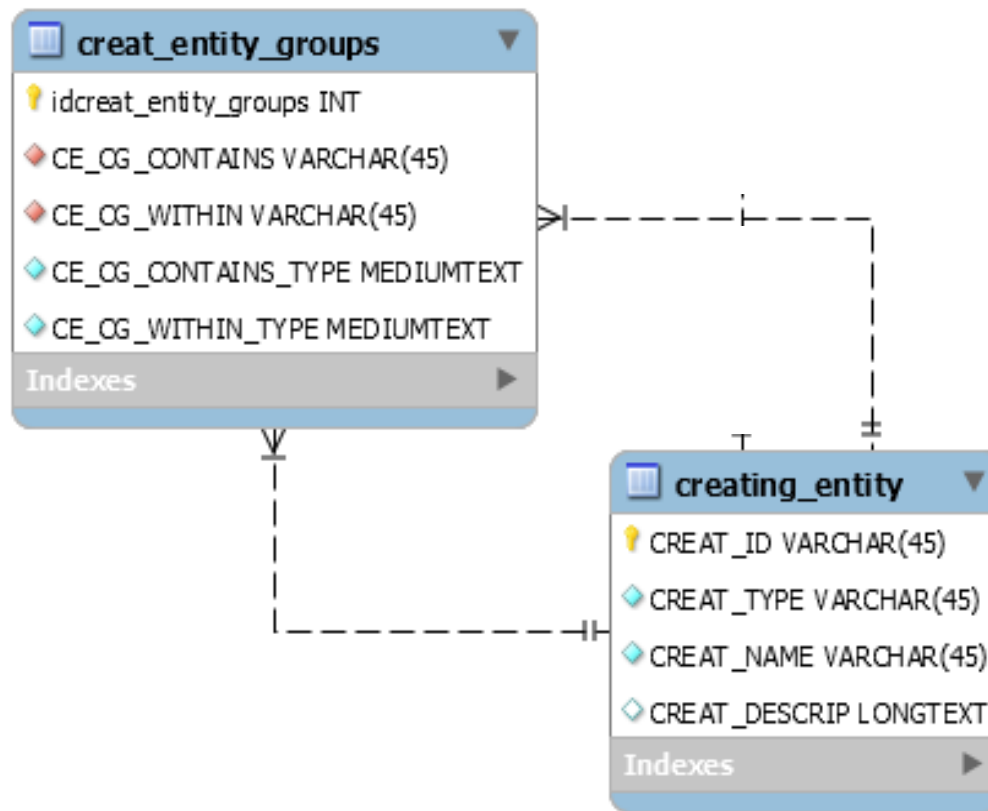 creat_entity_groups
idcreat_entity_groups INT
CE_CG_CONTAINS VARCHAR(45)
CE_CG_WITHIN VARCHAR(45)
CE_CG_CONTAINS_TYPE MEDIUMTEXT
CE_CG_WITHIN_TYPE MEDIUMTEXT
Indexes
creating_entity
CREAT_ID VARCHAR(45)
CREAT_TYPE VARCHAR(45)
CREAT_NAME VARCHAR(45)
CREAT_DESCRIP LONGTEXT
Indexes